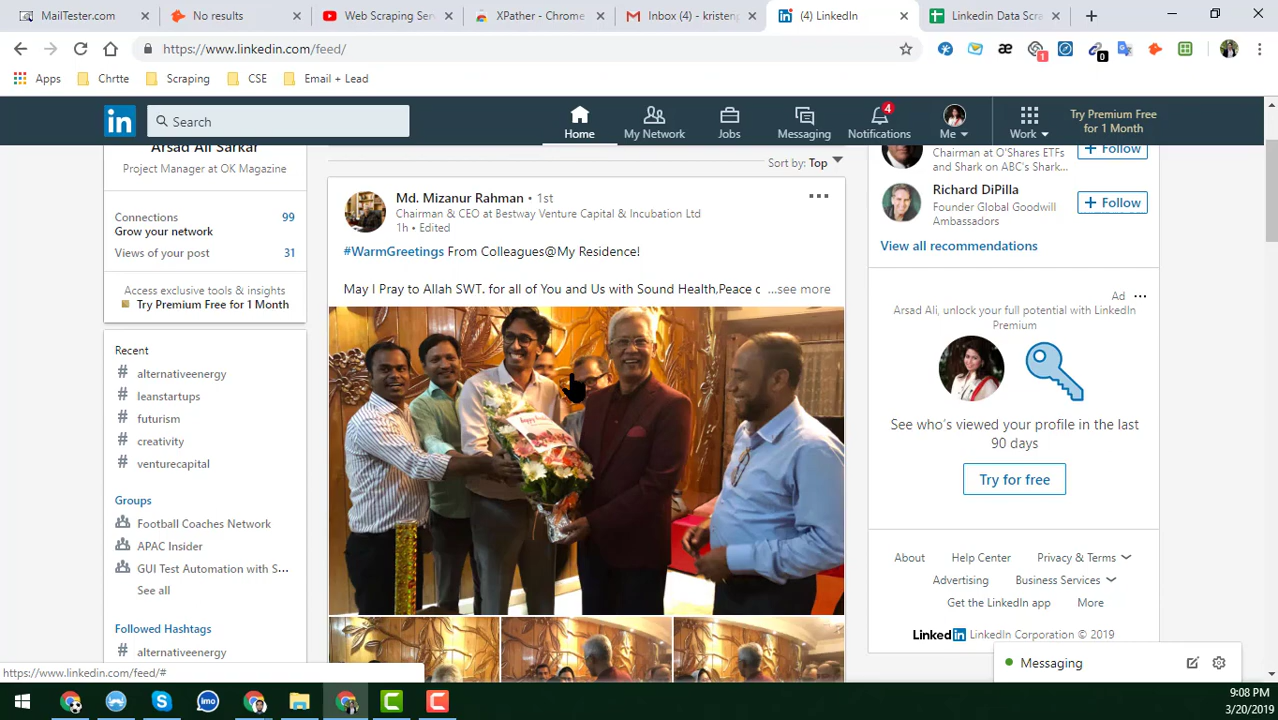 MailTester.com
No results
Web Scraping Serv
XPather - Chrome
Inbox (4) - kristenp
(4) LinkedIn
Linkedin Data Scra
https://www.linkedin.com/feed/
Apps
Chrtte
Scraping
CSE
Email + Lead
in
Search
Home
My Network
Jobs
Messaging
4
Notifications
Me
Work
Try Premium Free
for 1 Month
Arsad Ali Sarkar
Project Manager at OK Magazine
Connections 99
Grow your network
Views of your post 31
Access exclusive tools & insights
Try Premium Free for 1 Month
Recent
# alternativeenergy
# leanstartups
# futurism
# creativity
# venturecapital
Groups
Football Coaches Network
APAC Insider
GUI Test Automation with S...
See all
Followed Hashtags
# alternativeenergy
https://www.linkedin.com/feed/#
Sort by: Top
Md. Mizanur Rahman • 1st
Chairman & CEO at Bestway Venture Capital & Incubation Ltd
1h • Edited
#WarmGreetings From Colleagues@My Residence!
May I Pray to Allah SWT. for all of You and Us with Sound Health,Peace c ...see more
Chairman at O'Shares ETFs
and Shark on ABC's Shark...
+ Follow
Richard DiPilla
Founder Global Goodwill
Ambassadors
+ Follow
View all recommendations
Ad
Arsad Ali, unlock your full potential with LinkedIn
Premium
See who's viewed your profile in the last
90 days
Try for free
About Help Center Privacy & Terms
Advertising Business Services
Get the LinkedIn app More
Linked in LinkedIn Corporation © 2019
Messaging
1
0
imo
9:08 PM
3/20/2019